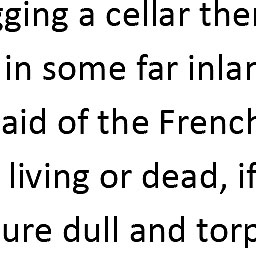 gging a cellar ther
in some far inlan
aid of the French
living or dead, if
ure dull and torp